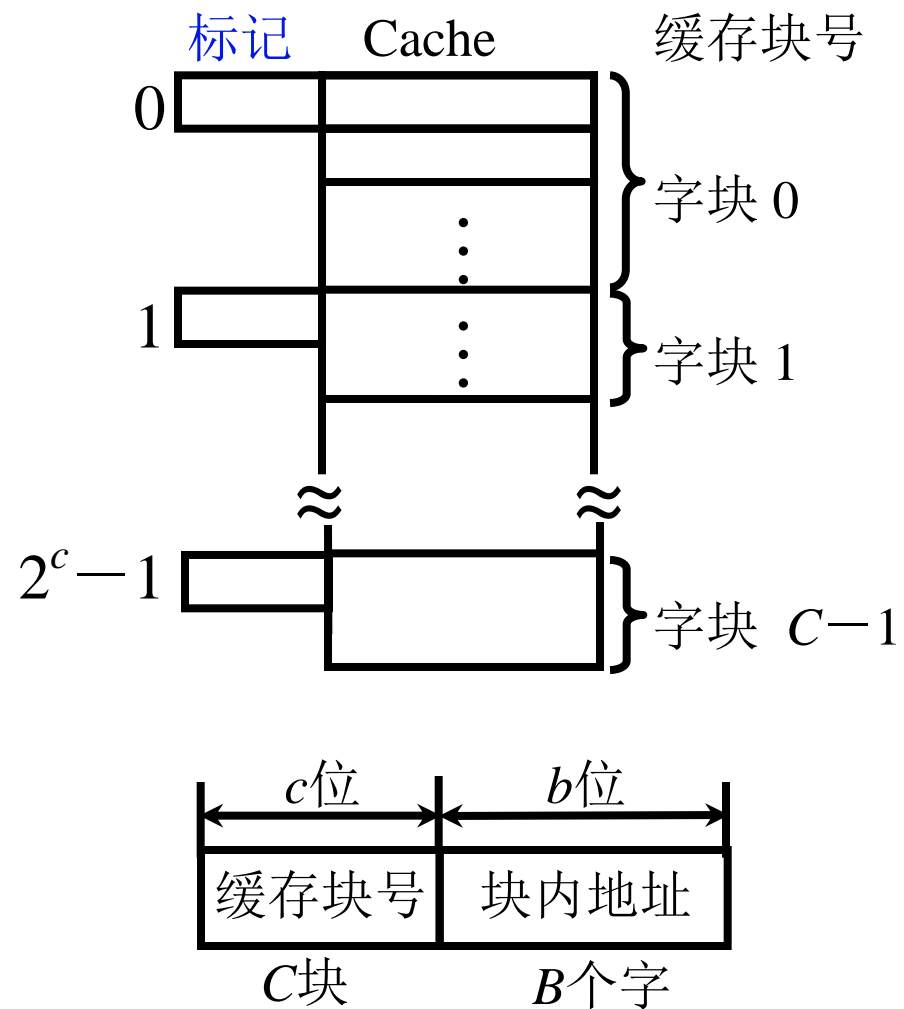 标记 Cache 缓存块号
0
字块 0
1
字块 1
≈ ≈
2ᶜ－1
字块 C－1
c位 b位
缓存块号 块内地址
C块 B个字